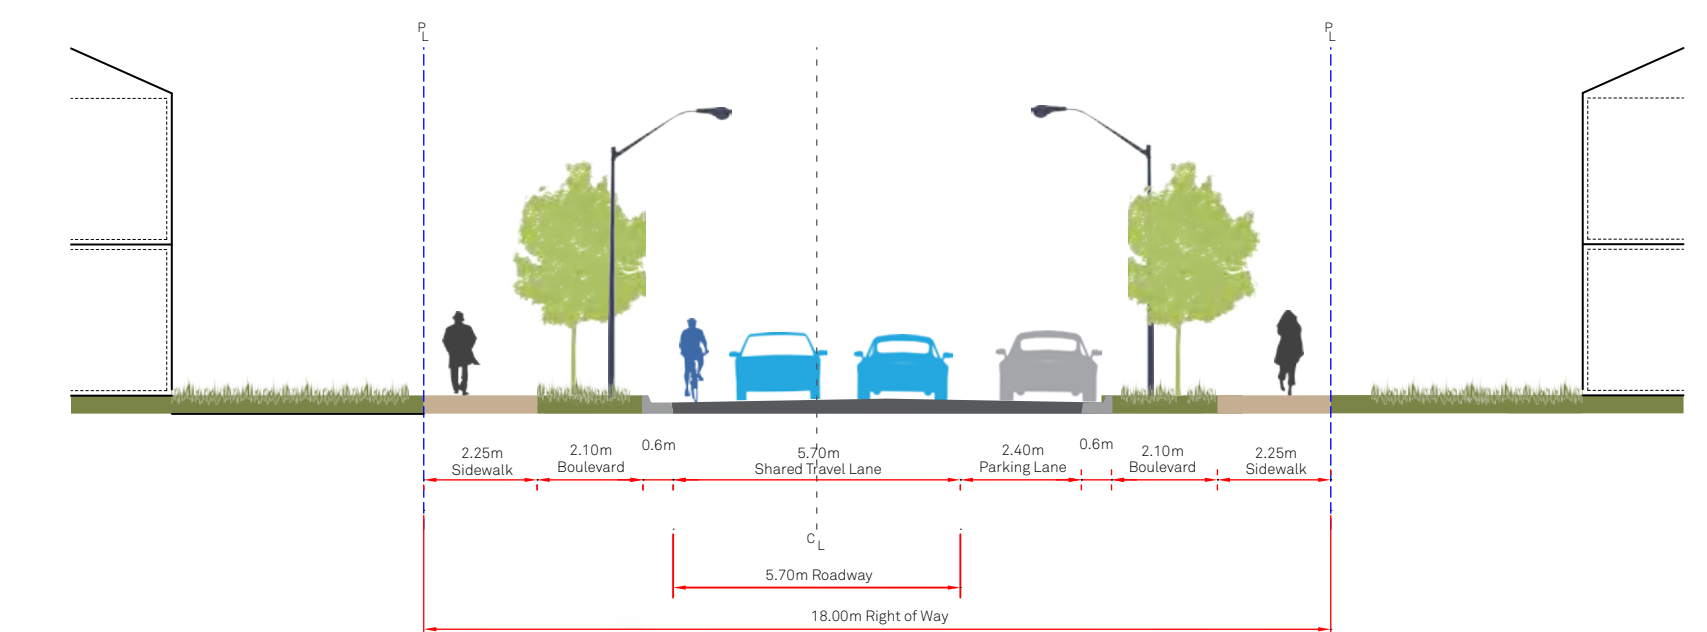 PL
PL
2.25m
Sidewalk
2.10m
Boulevard
0.6m
5.70m
Shared Travel Lane
2.40m
Parking Lane
0.6m
2.10m
Boulevard
2.25m
Sidewalk
CL
5.70m Roadway
18.00m Right of Way